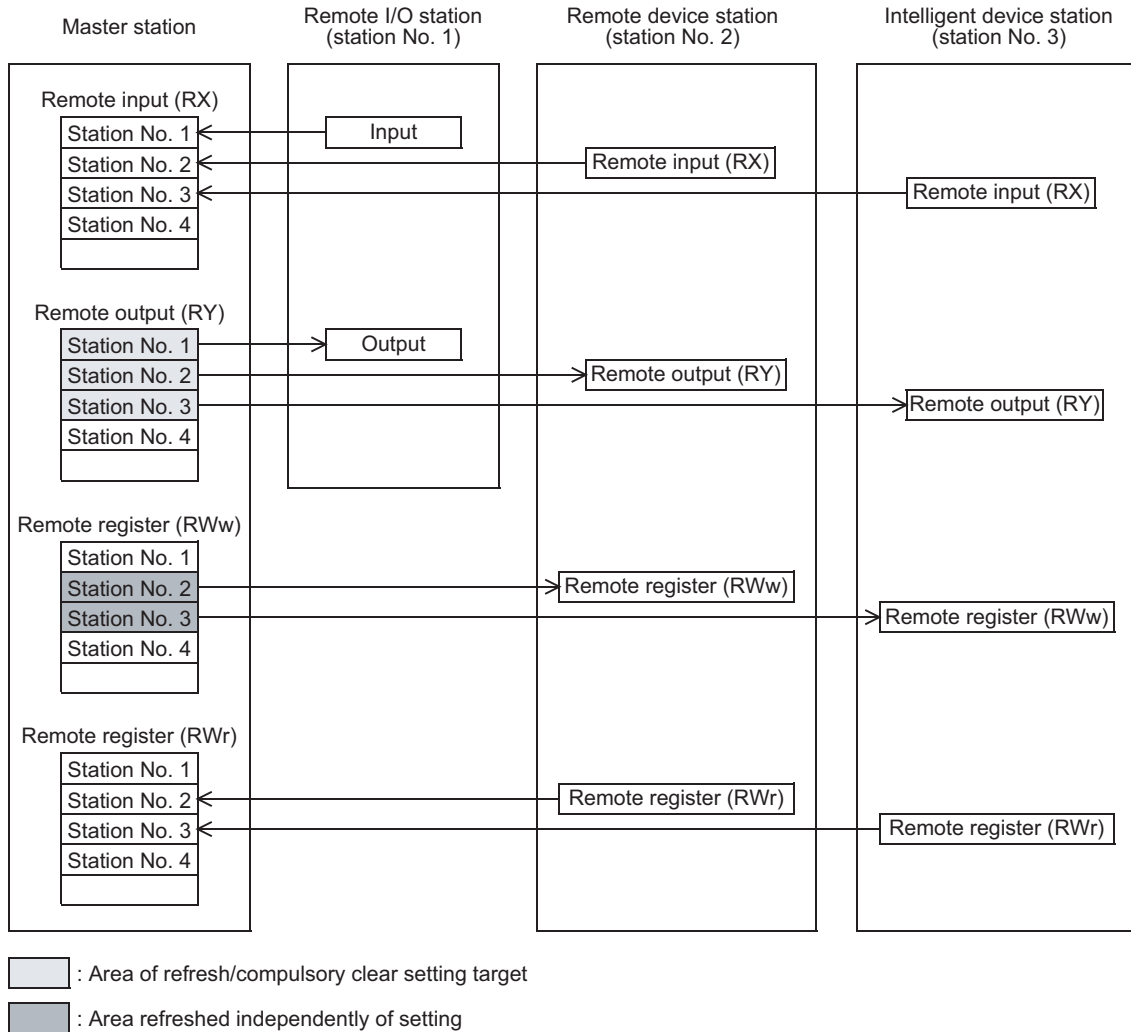 Master station
Remote I/O station
(station No. 1)
Remote device station
(station No. 2)
Intelligent device station
(station No. 3)
Remote input (RX)
Station No. 1
Station No. 2
Station No. 3
Station No. 4
Input
Remote input (RX)
Remote input (RX)
Remote output (RY)
Station No. 1
Station No. 2
Station No. 3
Station No. 4
Output
Remote output (RY)
Remote output (RY)
Remote register (RWw)
Station No. 1
Station No. 2
Station No. 3
Station No. 4
Remote register (RWw)
Remote register (RWw)
Remote register (RWr)
Station No. 1
Station No. 2
Station No. 3
Station No. 4
Remote register (RWr)
Remote register (RWr)
: Area of refresh/compulsory clear setting target
: Area refreshed independently of setting